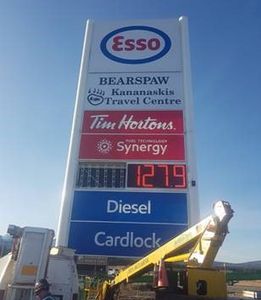 Esso
BEARSPAW
Kananaskis
Travel Centre
Tim Hortons.
FUEL TECHNOLOGY
Synergy
127.9
Diesel
Cardlock